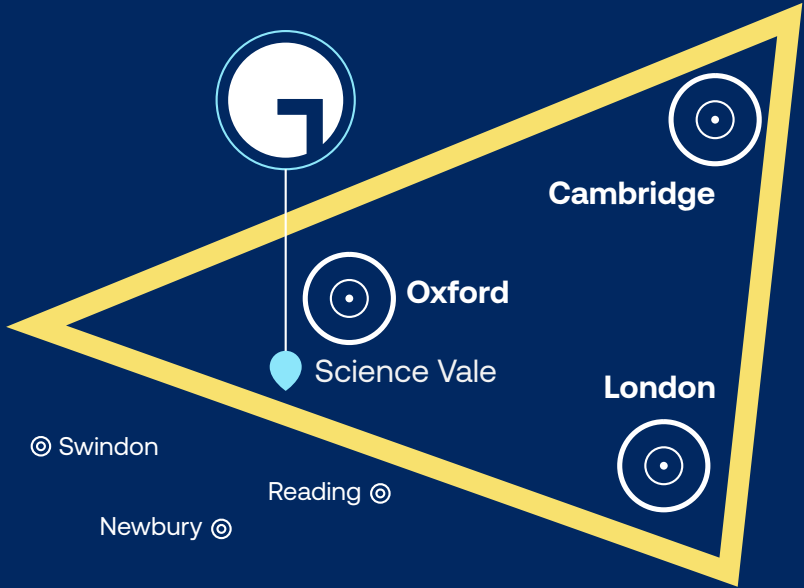 Cambridge
Oxford
Science Vale
London
Swindon
Reading
Newbury